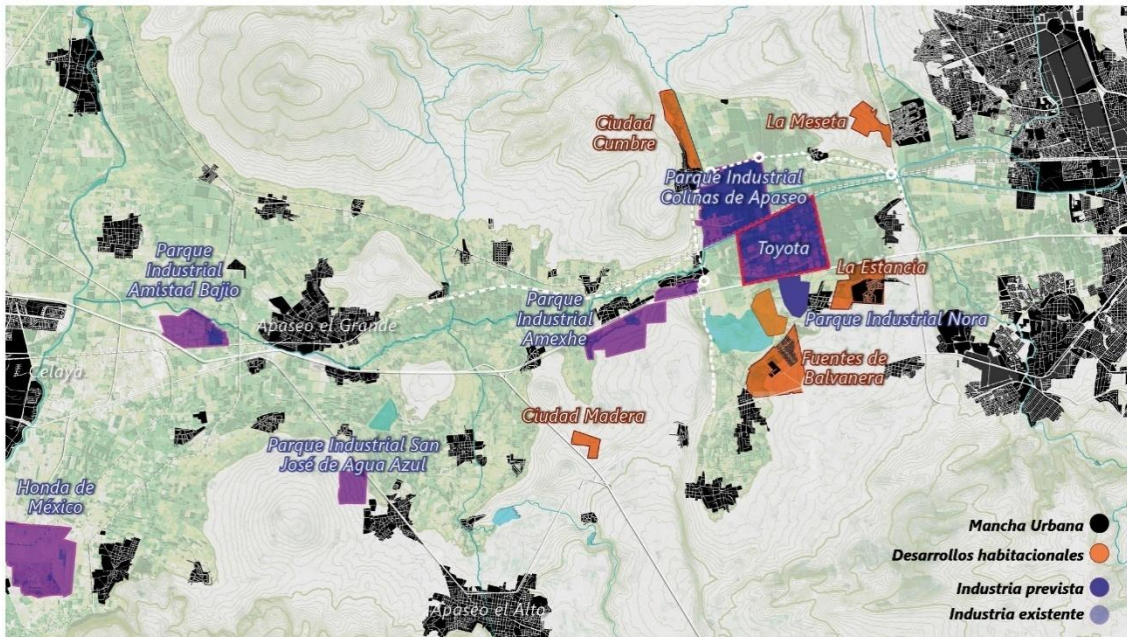 Ciudad
Cumbre
La Meseta
Parque Industrial
Colinas de Apaseo
Toyota
La Estancia
Parque
Industrial
Amistad Bajio
Apaseo el Grande
Parque
Industrial
Amexhe
Parque Industrial Nora
Celaya
Fuentes de
Balvanera
Ciudad Madera
Parque Industrial San
José de Agua Azul
Honda de
México
Apaseo el Alto
Mancha Urbana
Desarrollos habitacionales
Industria prevista
Industria existente